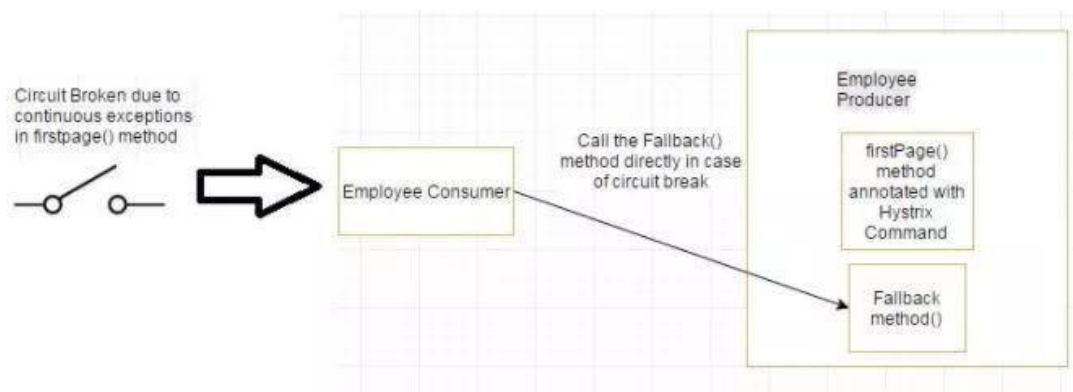 Circuit Broken due to
continuous exceptions
in firstpage() method
Employee Consumer
Call the Fallback()
method directly in case
of circuit break
Employee
Producer
firstPage()
method
annotated with
Hystrix
Command
Fallback
method()